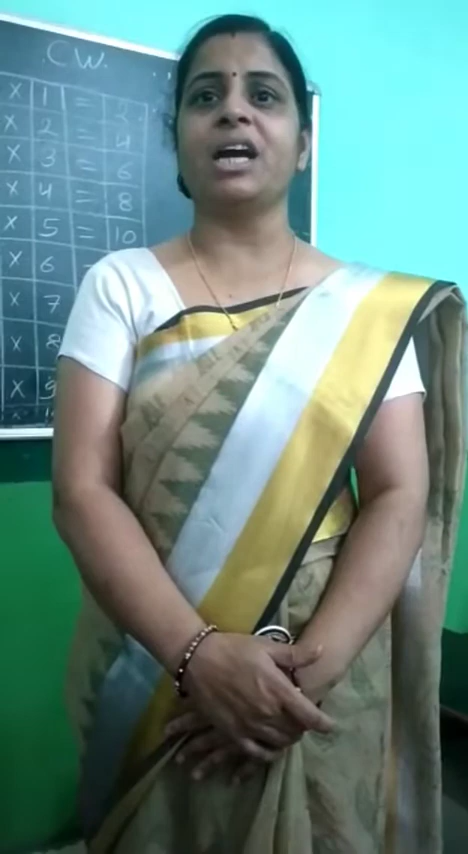 C.W.
× 1 = 2
× 2 = 4
× 3 = 6
× 4 = 8
× 5 = 10
× 6
× 7
× 8
× 9